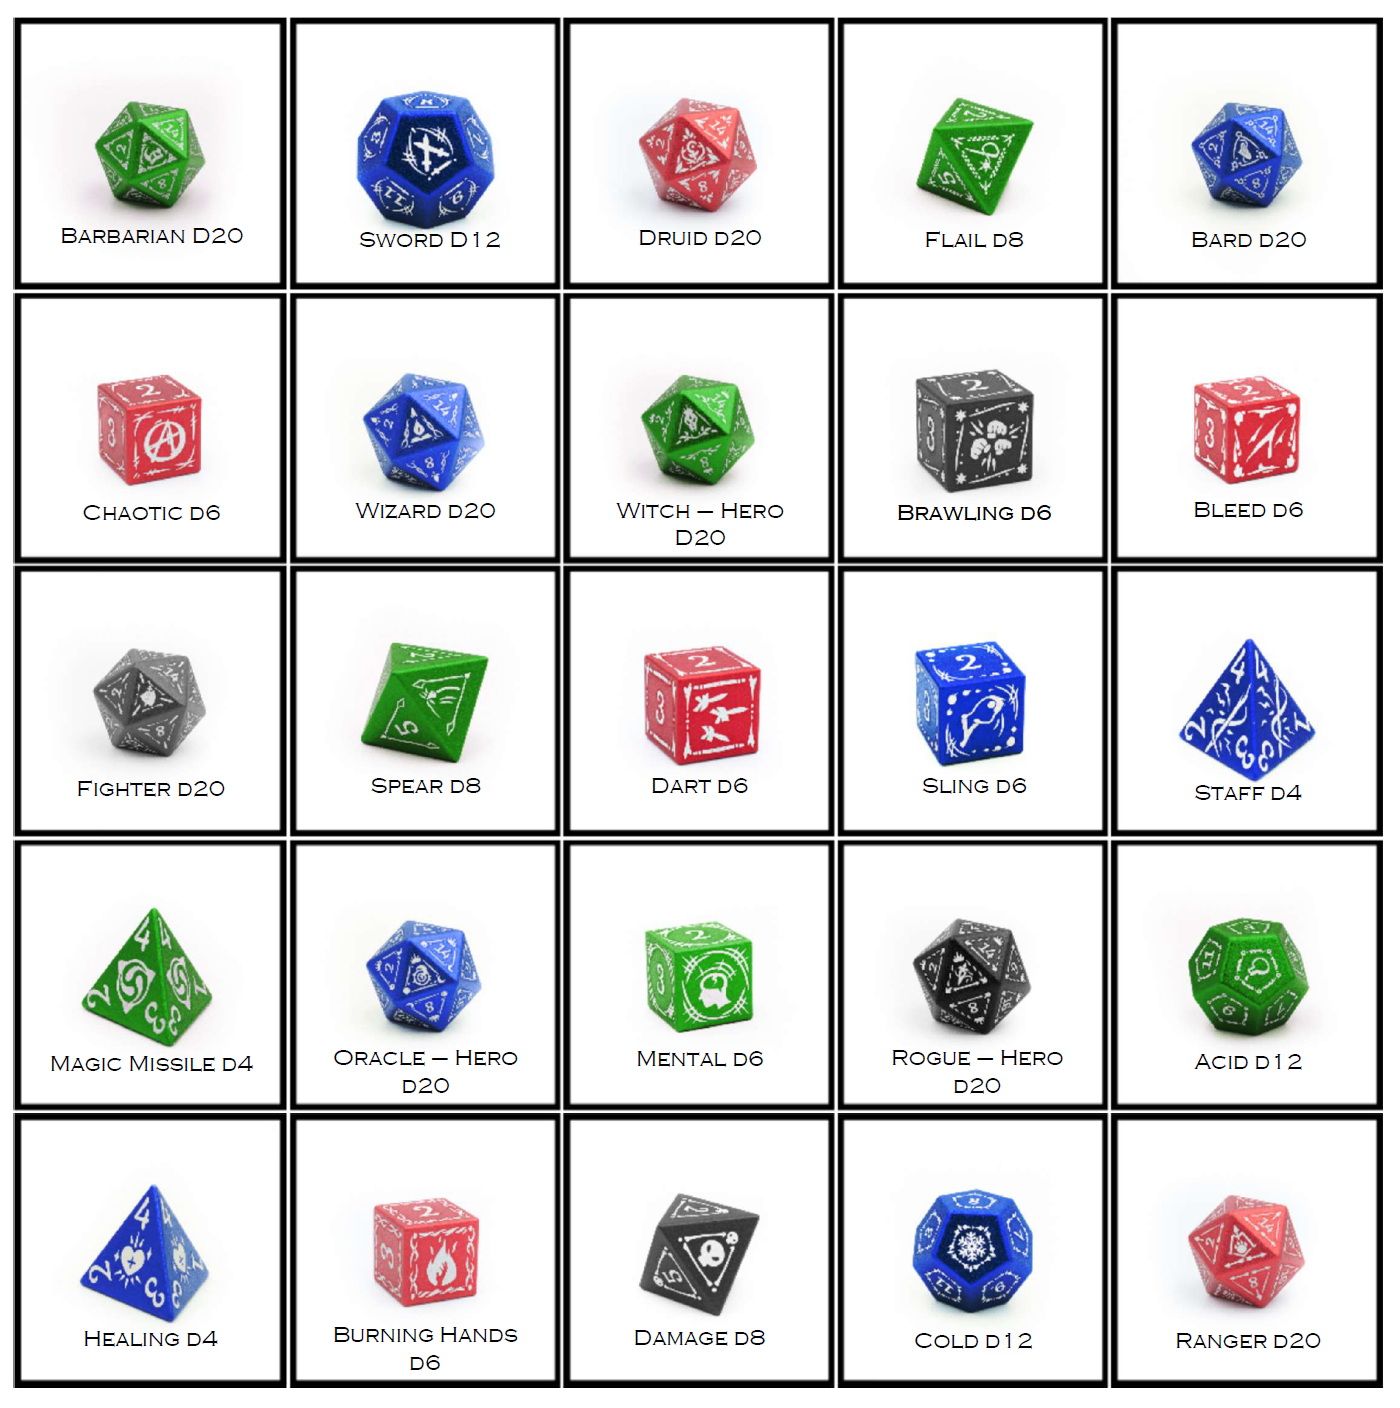 Barbarian D20
Sword D12
Druid d20
Flail d8
Bard d20
Chaotic d6
Wizard d20
Witch – Hero
D20
Brawling d6
Bleed d6
Fighter d20
Spear d8
Dart d6
Sling d6
Staff d4
Magic Missile d4
Oracle – Hero
d20
Mental d6
Rogue – Hero
d20
Acid d12
Healing d4
Burning Hands
d6
Damage d8
Cold d12
Ranger d20